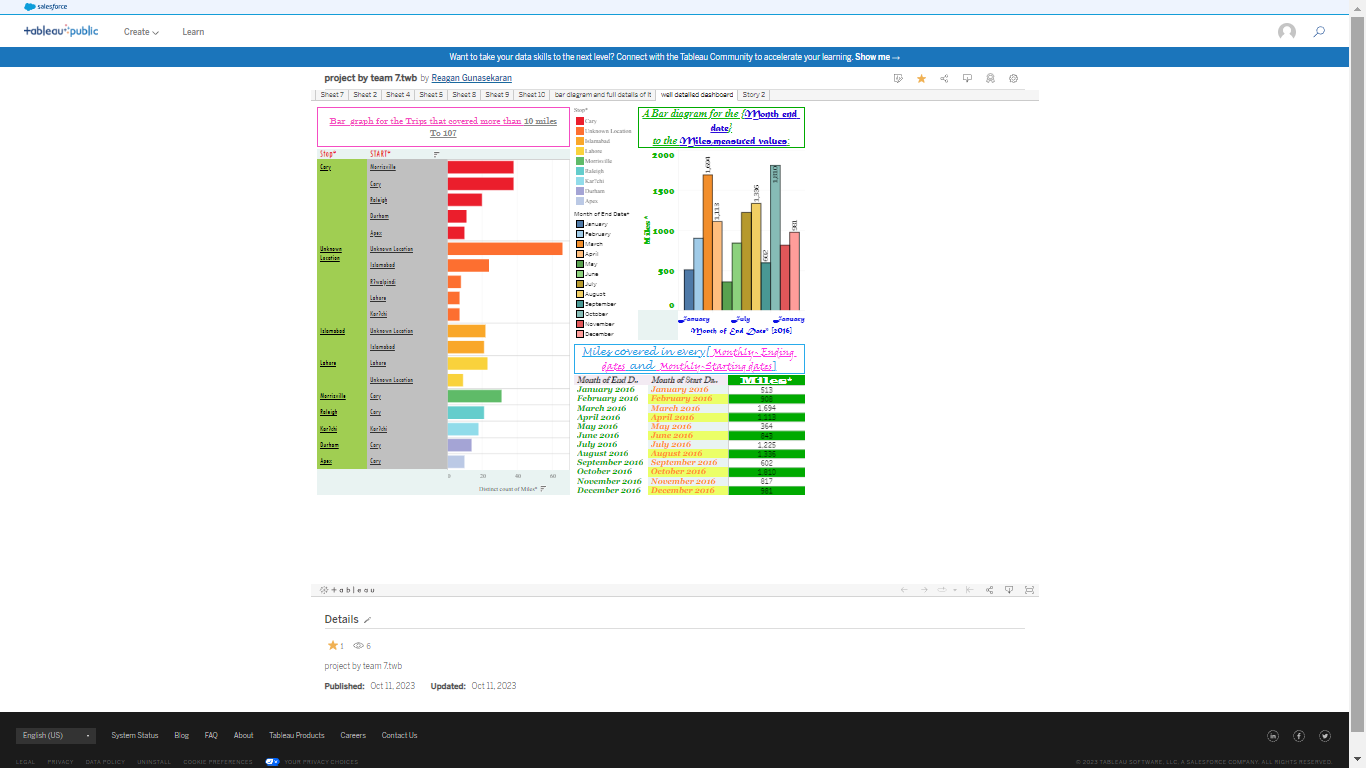 salesforce
+ableau:public
Create
Learn
Want to take your data skills to the next level? Connect with the Tableau Community to accelerate your learning. Show me →
project by team 7.twb by Reagan Gunasekaran
Sheet 7 Sheet 2 Sheet 4 Sheet 5 Sheet 8 Sheet 9 Sheet 10 bar diagram and full details of it well detailed dashboard Story 2
Bar graph for the Trips that covered more than 10 miles
To 107
Stop* START*
Cary Morrisville
Cary
Raleigh
Durham
Apex
Unknown Location Unknown Location
Islamabad
R?walpindi
Lahore
Kar?chi
Islamabad Unknown Location
Islamabad
Lahore Lahore
Unknown Location
Morrisville Cary
Raleigh Cary
Kar?chi Kar?chi
Durham Cary
Apex Cary
0 20 40 60
Distinct count of Miles*
Stop*
Cary
Unknown Location
Islamabad
Lahore
Morrisville
Raleigh
Kar?chi
Durham
Apex
Month of End Date*
January
February
March
April
May
June
July
August
September
October
November
December
A Bar diagram for the {Month end
date}
to the Miles measured values:
2000
1500
1000
500
0
Miles*
1,694
1,113
1,336
602
1,810
981
January July January
Month of End Date* [2016]
Miles covered in every[ Monthly-Ending
dates and Monthly-Starting dates]
Month of End D.. Month of Start Da.. Miles*
January 2016 January 2016 513
February 2016 February 2016 908
March 2016 March 2016 1,694
April 2016 April 2016 1,113
May 2016 May 2016 364
June 2016 June 2016 843
July 2016 July 2016 1,225
August 2016 August 2016 1,336
September 2016 September 2016 602
October 2016 October 2016 1,810
November 2016 November 2016 817
December 2016 December 2016 981
+ableau
Details
1 6
project by team 7.twb
Published: Oct 11, 2023 Updated: Oct 11, 2023
English (US)
System Status Blog FAQ About Tableau Products Careers Contact Us
LEGAL PRIVACY DATA POLICY UNINSTALL COOKIE PREFERENCES YOUR PRIVACY CHOICES
© 2023 TABLEAU SOFTWARE, LLC, A SALESFORCE COMPANY. ALL RIGHTS RESERVED.